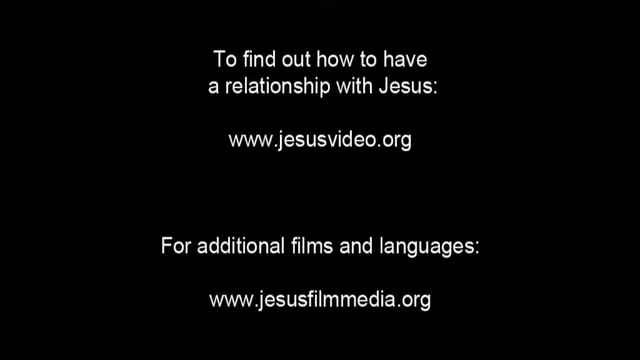 To find out how to have
a relationship with Jesus:
www.jesusvideo.org
For additional films and languages:
www.jesusfilmmedia.org